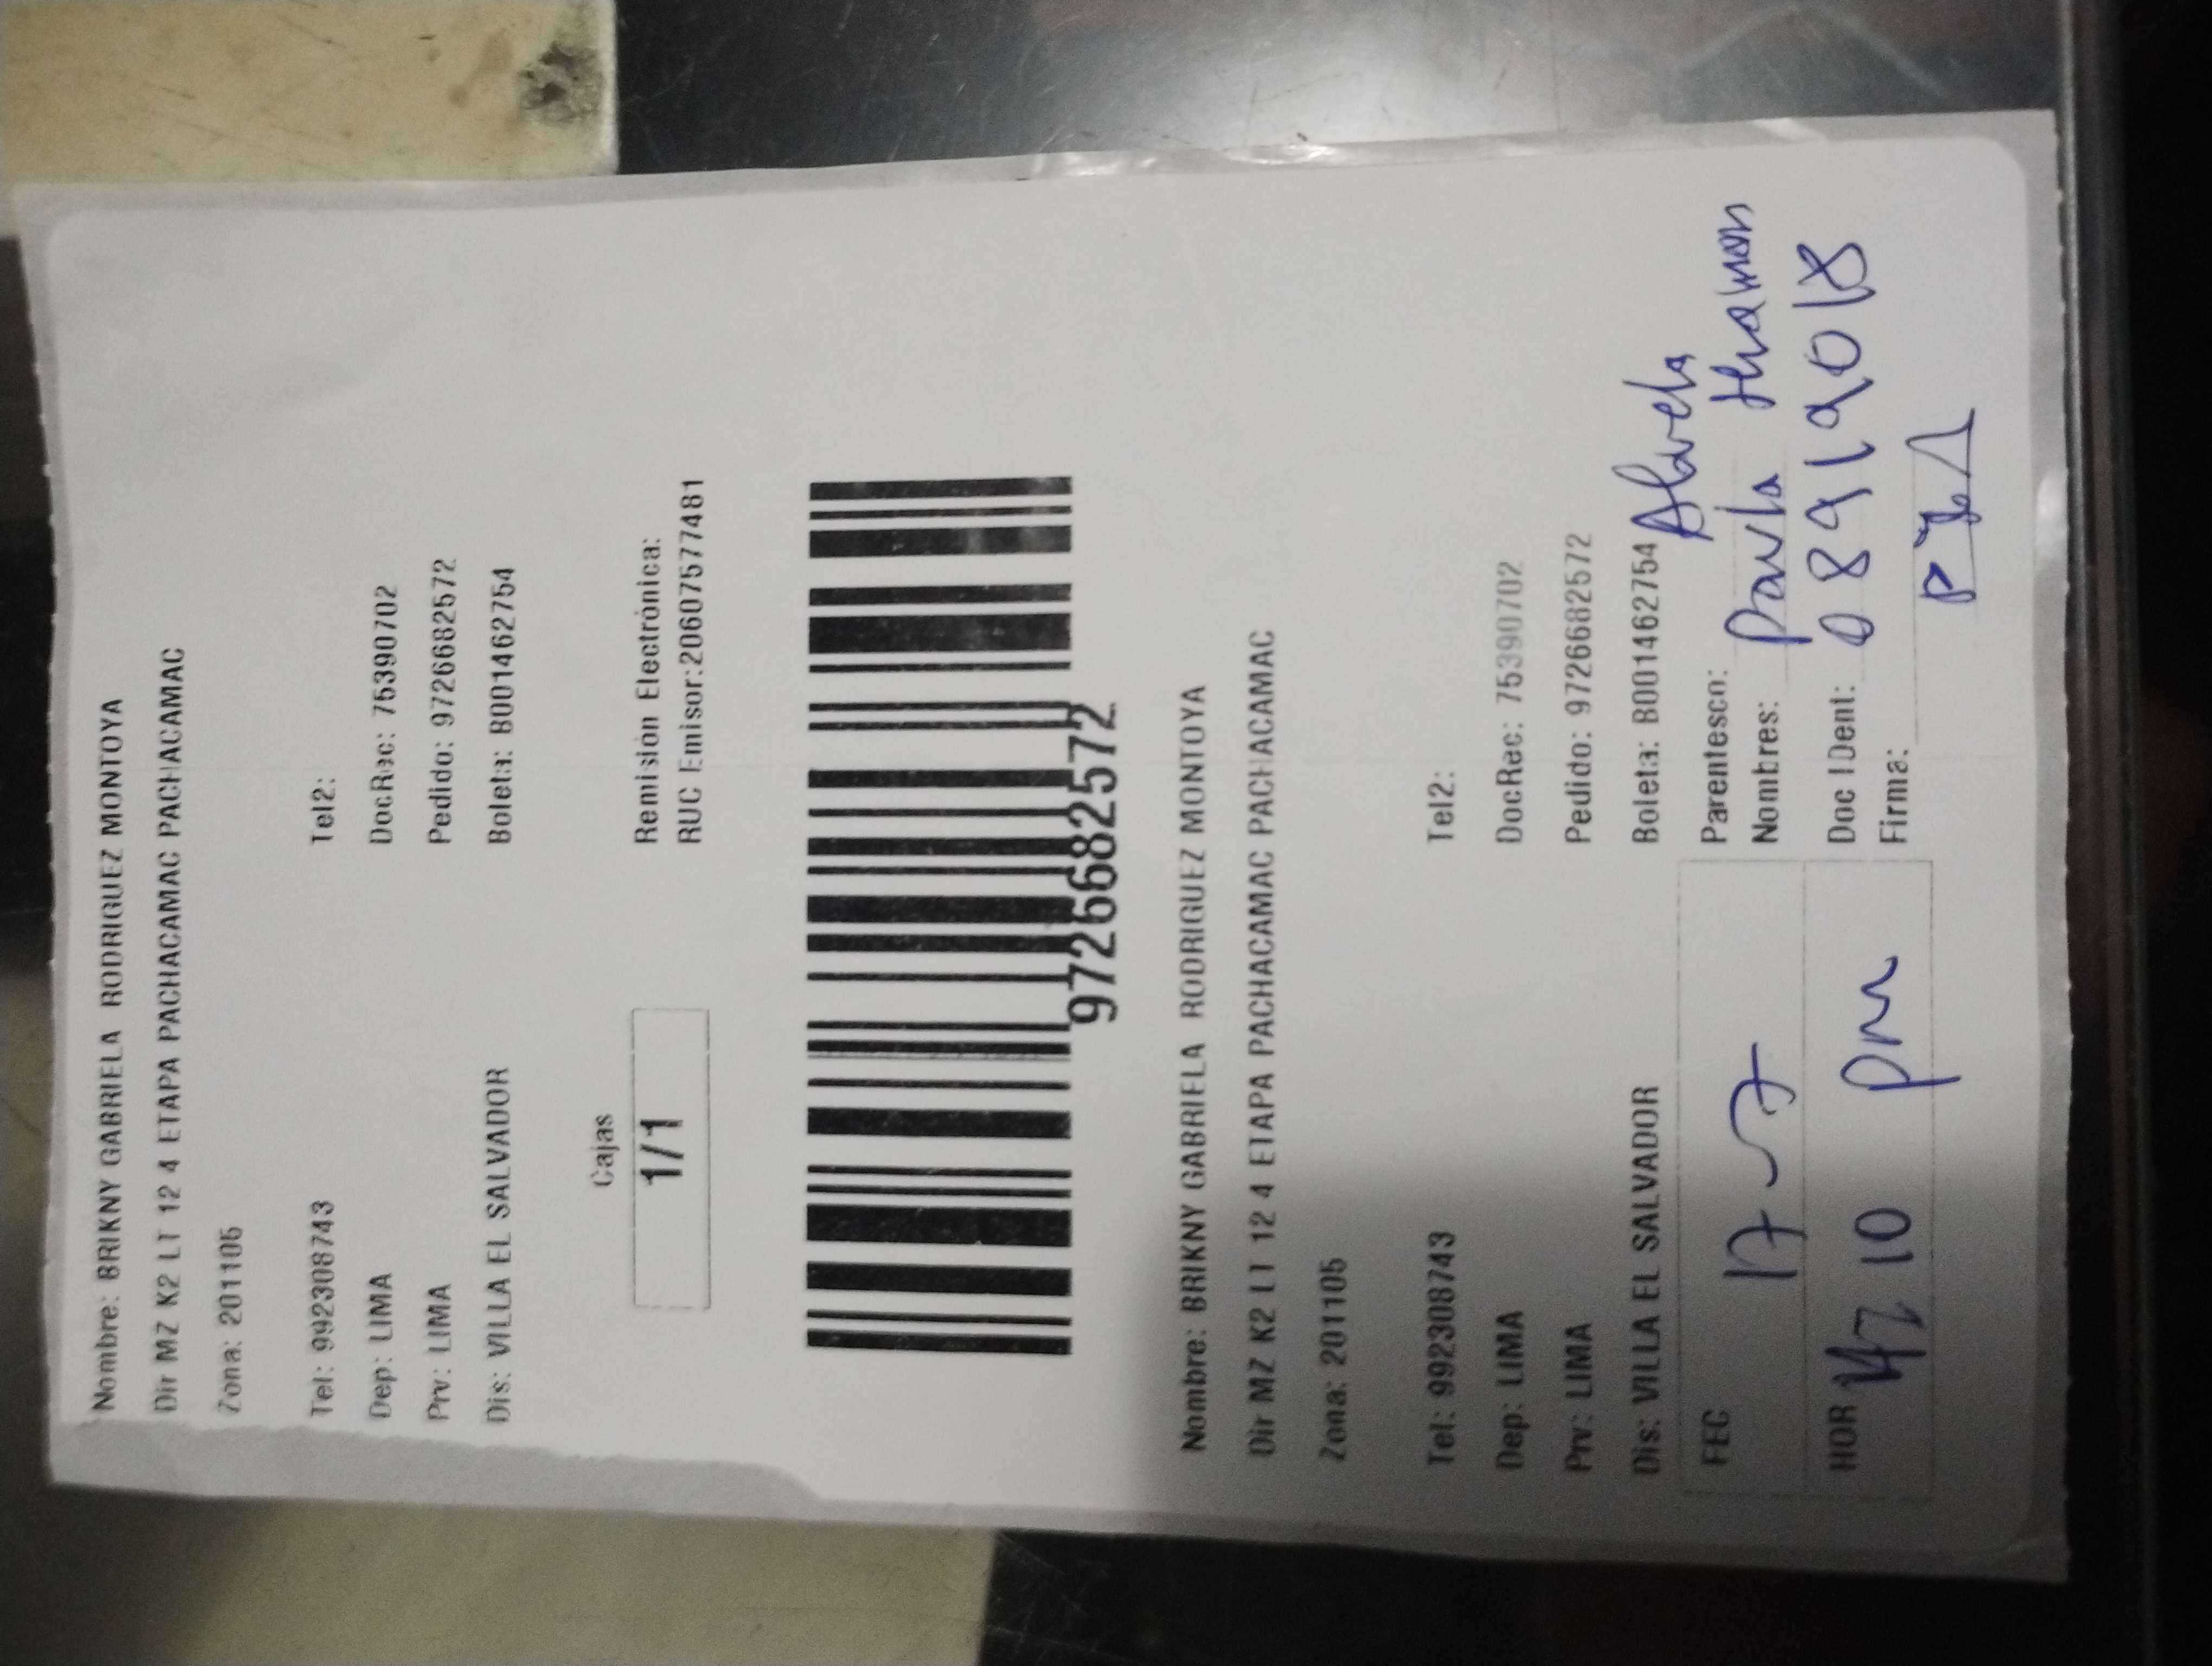 Nombre: BRIKNY GABRIELA RODRIGUEZ MONTOYA
Dir MZ K2 LT 12 4 ETAPA PACHACAMAC PACHACAMAC
Zona: 201105
Tel: 992308743 Tel2:
Dep: LIMA DocRec: 75390702
Prv: LIMA Pedido: 972668 2572
Dis: VILLA EL SALVADOR Boleta: B001462754
Cajas
1/1
Remisión Electrónica:
RUC Emisor:20607577481
9726682572
Nombre: BRIKNY GABRIELA RODRIGUEZ MONTOYA
Dir MZ K2 LT 12 4 ETAPA PACHACAMAC PACHACAMAC
Zona: 201105
Tel: 992308743 Tel2:
Dep: LIMA DocRec: 75390702
Prv: LIMA Pedido: 9726682572
Dis: VILLA EL SALVADOR Boleta: B001462754
Parentesco: Abuela
FEC 17-7
Nombres: Paula Huaman
HOR 10 pm
Doc IDent: 08919018
Firma: